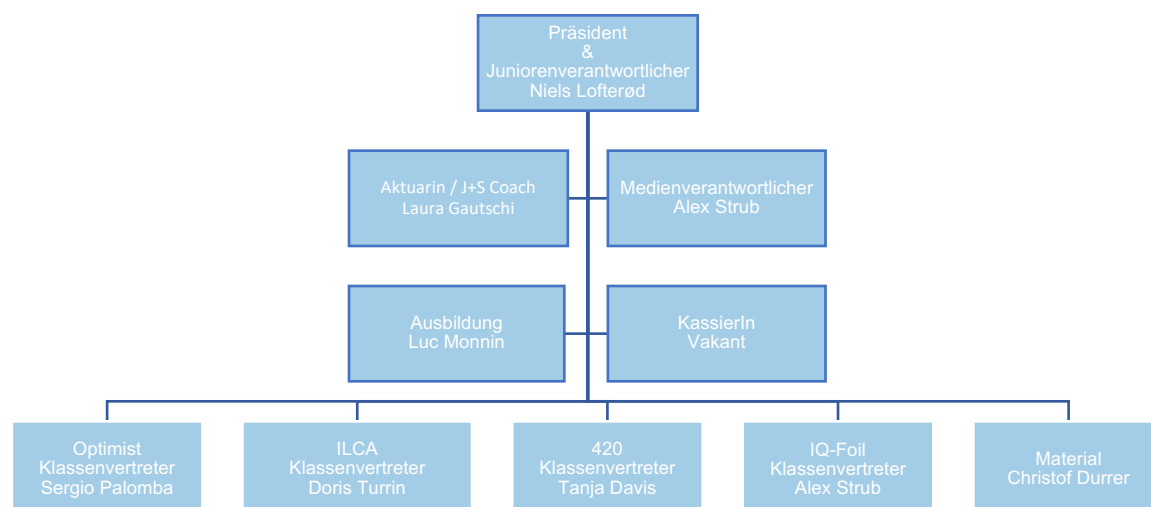 Präsident
&
Juniorenverantwortlicher
Niels Lofterød
Aktuarin / J+S Coach
Laura Gautschi
Medienverantwortlicher
Alex Strub
Ausbildung
Luc Monnin
KassierIn
Vakant
Optimist
Klassenvertreter
Sergio Palomba
ILCA
Klassenvertreter
Doris Turrin
420
Klassenvertreter
Tanja Davis
IQ-Foil
Klassenvertreter
Alex Strub
Material
Christof Durrer